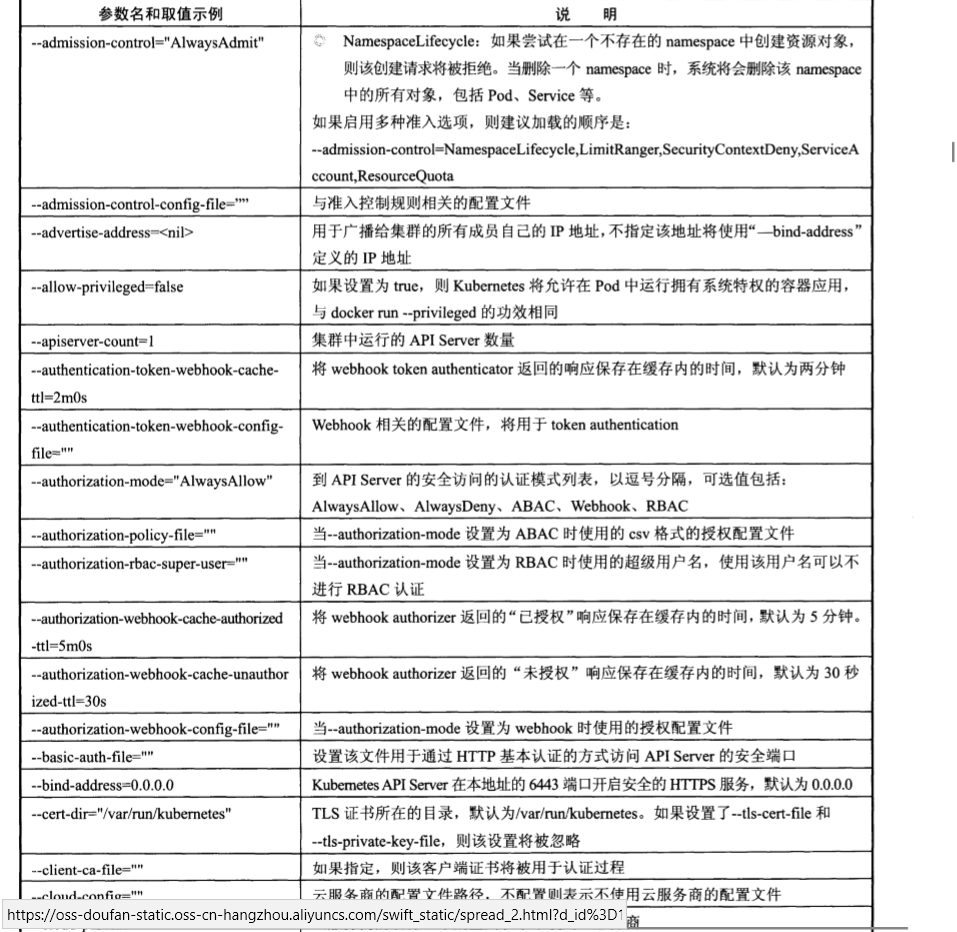 参数名和取值示例
说 明
--admission-control="AlwaysAdmit"
NamespaceLifecycle：如果尝试在一个不存在的 namespace 中创建资源对象，
则该创建请求将被拒绝。当删除一个 namespace 时，系统将会删除该 namespace
中的所有对象，包括 Pod、Service 等。
如果启用多种准入选项，则建议加载的顺序是：
--admission-control=NamespaceLifecycle,LimitRanger,SecurityContextDeny,ServiceA
ccount,ResourceQuota
--admission-control-config-file=””
与准入控制规则相关的配置文件
--advertise-address=<nil>
用于广播给集群的所有成员自己的 IP 地址，不指定该地址将使用“—bind-address”
定义的 IP 地址
--allow-privileged=false
如果设置为 true，则 Kubernetes 将允许在 Pod 中运行拥有系统特权的容器应用，
与 docker run --privileged 的功效相同
--apiserver-count=1
集群中运行的 API Server 数量
--authentication-token-webhook-cache-
ttl=2m0s
将 webhook token authenticator 返回的响应保存在缓存内的时间，默认为两分钟
--authentication-token-webhook-config-
file=""
Webhook 相关的配置文件，将用于 token authentication
--authorization-mode="AlwaysAllow"
到 API Server 的安全访问的认证模式列表，以逗号分隔，可选值包括：
AlwaysAllow、AlwaysDeny、ABAC、Webhook、RBAC
--authorization-policy-file=""
当--authorization-mode 设置为 ABAC 时使用的 csv 格式的授权配置文件
--authorization-rbac-super-user=""
当--authorization-mode 设置为 RBAC 时使用的超级用户名，使用该用户名可以不
进行 RBAC 认证
--authorization-webhook-cache-authorized
-ttl=5m0s
将 webhook authorizer 返回的“已授权”响应保存在缓存内的时间，默认为 5 分钟。
--authorization-webhook-cache-unauthor
ized-ttl=30s
将 webhook authorizer 返回的“未授权”响应保存在缓存内的时间，默认为 30 秒
--authorization-webhook-config-file=""
当--authorization-mode 设置为 webhook 时使用的授权配置文件
--basic-auth-file=""
设置该文件用于通过 HTTP 基本认证的方式访问 API Server 的安全端口
--bind-address=0.0.0.0
Kubernetes API Server 在本地址的 6443 端口开启安全的 HTTPS 服务，默认为 0.0.0.0
--cert-dir="/var/run/kubernetes"
TLS 证书所在的目录，默认为/var/run/kubernetes。如果设置了--tls-cert-file 和
--tls-private-key-file，则该设置将被忽略
--client-ca-file=""
如果指定，则该客户端证书将被用于认证过程
--cloud-config=""
云服务商的配置文件路径，不配置则表示不使用云服务商的配置文件
https://oss-doufan-static.oss-cn-hangzhou.aliyuncs.com/swift_static/spread_2.html?d_id%3D1
商